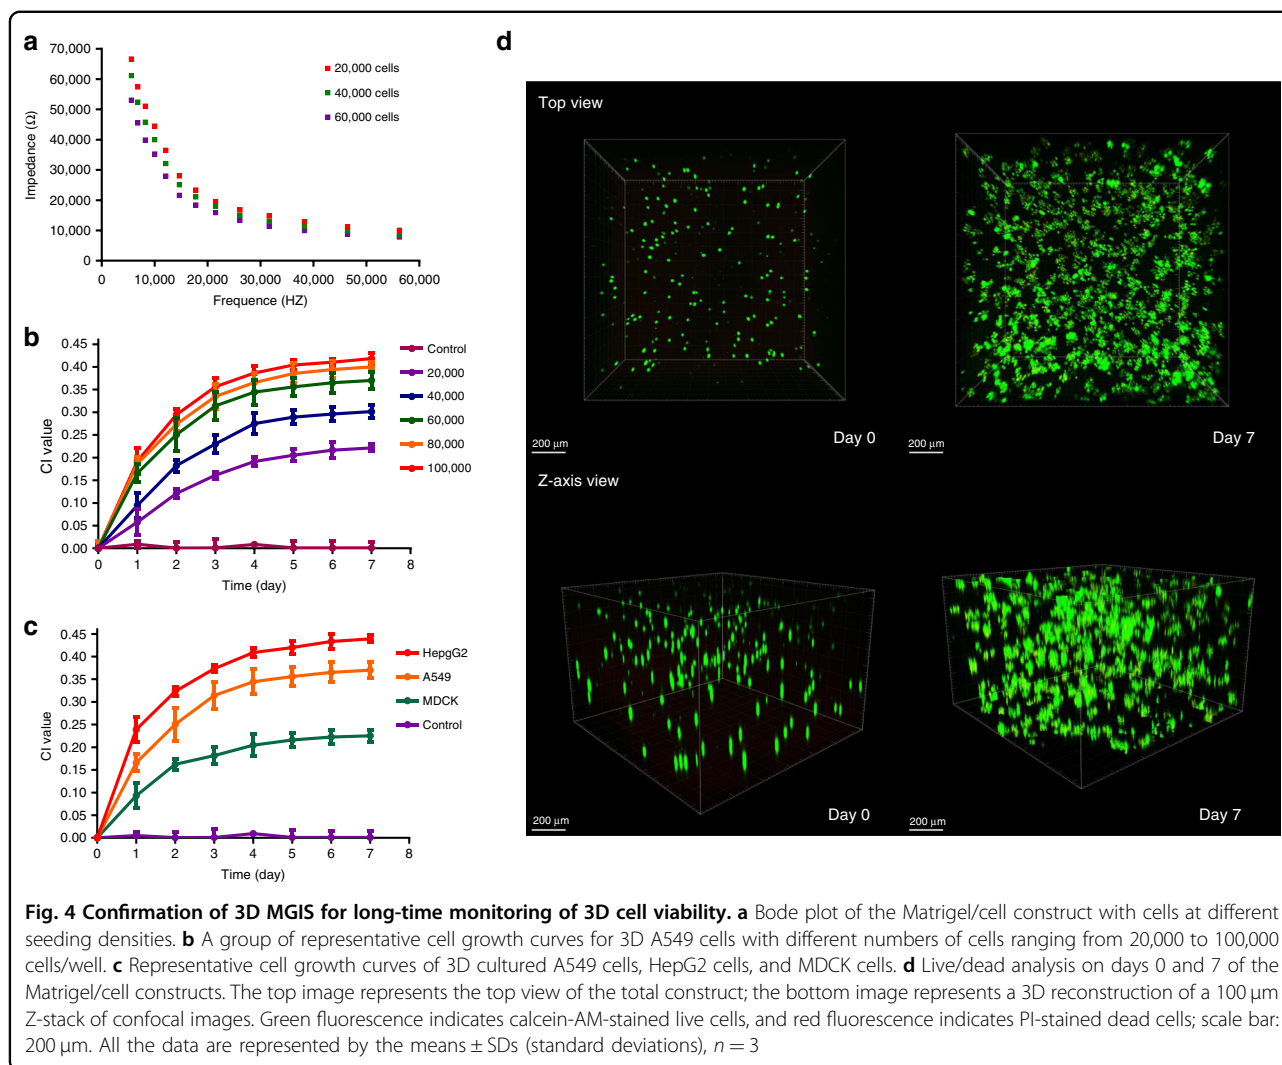 a
70,000
60,000
50,000
40,000
30,000
20,000
10,000
0
Impedance (Ω)
0 10,000 20,000 30,000 40,000 50,000 60,000
Frequence (HZ)
20,000 cells
40,000 cells
60,000 cells
b
0.45
0.40
0.35
0.30
0.25
0.20
0.15
0.10
0.05
0.00
CI value
0 1 2 3 4 5 6 7 8
Time (day)
Control
20,000
40,000
60,000
80,000
100,000
c
0.45
0.40
0.35
0.30
0.25
0.20
0.15
0.10
0.05
0.00
CI value
0 1 2 3 4 5 6 7 8
Time (day)
HepgG2
A549
MDCK
Control
d
Top view
200 µm
Day 0
200 µm
Day 7
Z-axis view
200 µm
Day 0
200 µm
Day 7
Fig. 4 Confirmation of 3D MGIS for long-time monitoring of 3D cell viability. a Bode plot of the Matrigel/cell construct with cells at different
seeding densities. b A group of representative cell growth curves for 3D A549 cells with different numbers of cells ranging from 20,000 to 100,000
cells/well. c Representative cell growth curves of 3D cultured A549 cells, HepG2 cells, and MDCK cells. d Live/dead analysis on days 0 and 7 of the
Matrigel/cell constructs. The top image represents the top view of the total construct; the bottom image represents a 3D reconstruction of a 100 µm
Z-stack of confocal images. Green fluorescence indicates calcein-AM-stained live cells, and red fluorescence indicates PI-stained dead cells; scale bar:
200 µm. All the data are represented by the means ± SDs (standard deviations), n = 3